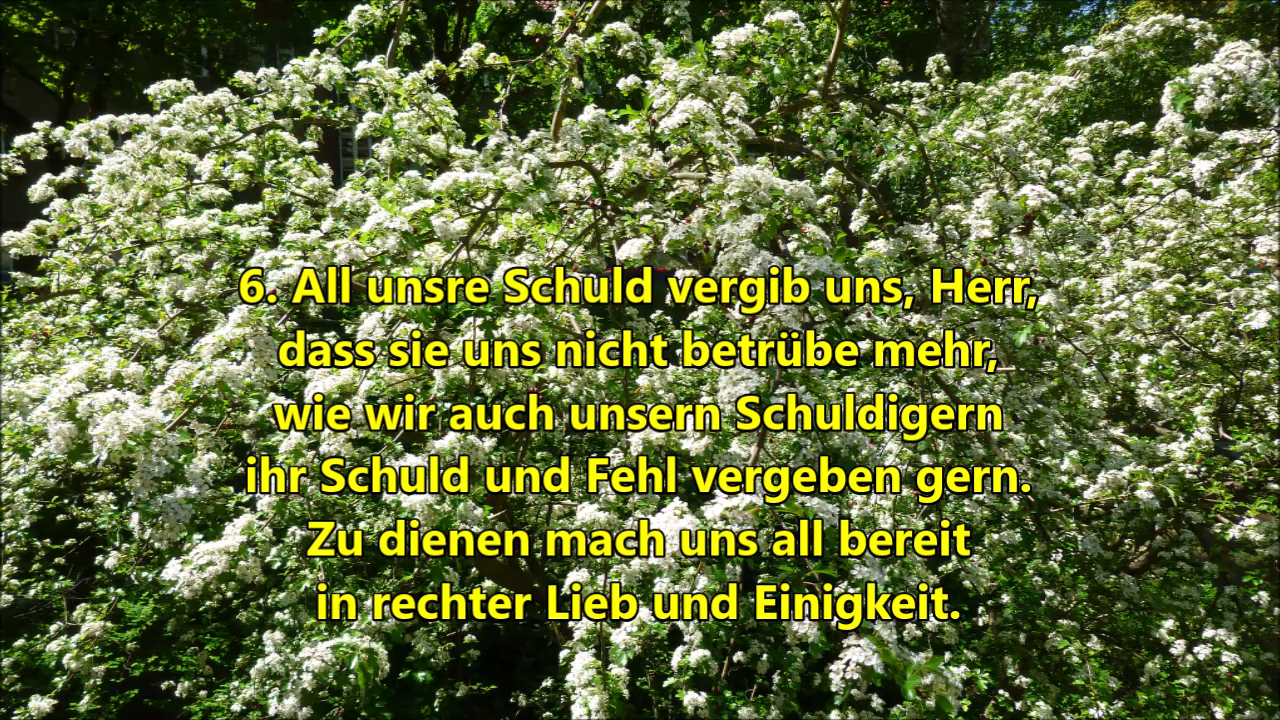 6. All unsre Schuld vergib uns, Herr,
dass sie uns nicht betrübe mehr,
wie wir auch unsern Schuldigern
ihr Schuld und Fehl vergeben gern.
Zu dienen mach uns all bereit
in rechter Lieb und Einigkeit.